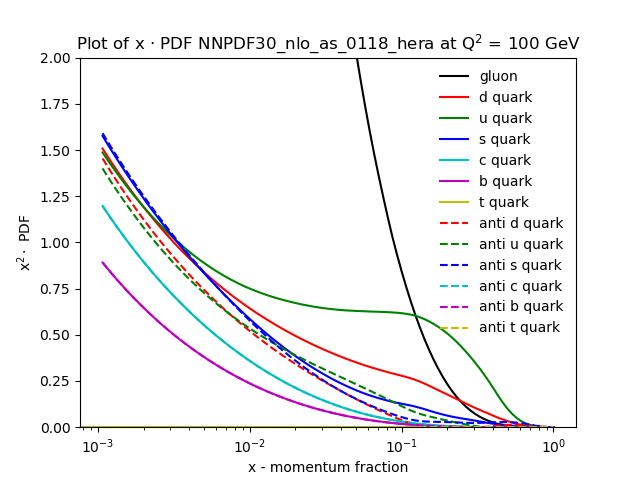 Plot of x · PDF NNPDF30_nlo_as_0118_hera at Q² = 100 GeV
2.00
1.75
1.50
1.25
1.00
0.75
0.50
0.25
0.00
x² · PDF
gluon
d quark
u quark
s quark
c quark
b quark
t quark
anti d quark
anti u quark
anti s quark
anti c quark
anti b quark
anti t quark
10⁻³
10⁻²
10⁻¹
10⁰
x - momentum fraction